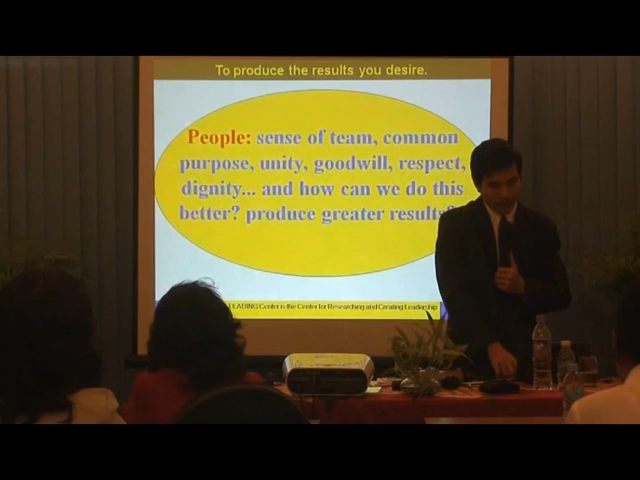 To produce the results you desire.
People: sense of team, common
purpose, unity, goodwill, respect,
dignity... and how can we do this
better? produce greater results?
LEADING Center is the Center for Researching and Creating Leadership